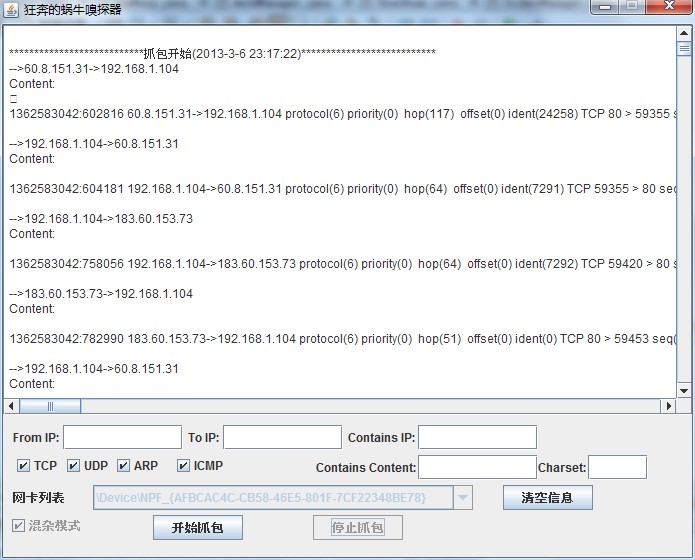 狂奔的蜗牛嗅探器
***************************抓包开始(2013-3-6 23:17:22)***************************
-->60.8.151.31->192.168.1.104
Content:
1362583042:602816 60.8.151.31->192.168.1.104 protocol(6) priority(0)  hop(117)  offset(0) ident(24258) TCP 80 > 59355 s
-->192.168.1.104->60.8.151.31
Content:
1362583042:604181 192.168.1.104->60.8.151.31 protocol(6) priority(0)  hop(64)  offset(0) ident(7291) TCP 59355 > 80 seq
-->192.168.1.104->183.60.153.73
Content:
1362583042:758056 192.168.1.104->183.60.153.73 protocol(6) priority(0)  hop(64)  offset(0) ident(7292) TCP 59420 > 80 s
-->183.60.153.73->192.168.1.104
Content:
1362583042:782990 183.60.153.73->192.168.1.104 protocol(6) priority(0)  hop(51)  offset(0) ident(0) TCP 80 > 59453 seq(
-->192.168.1.104->60.8.151.31
Content:
From IP: To IP: Contains IP:
TCP UDP ARP ICMP Contains Content: Charset:
网卡列表 \Device\NPF_{AFBCAC4C-CB58-46E5-801F-7CF22348BE78} 清空信息
混杂模式 开始抓包 停止抓包